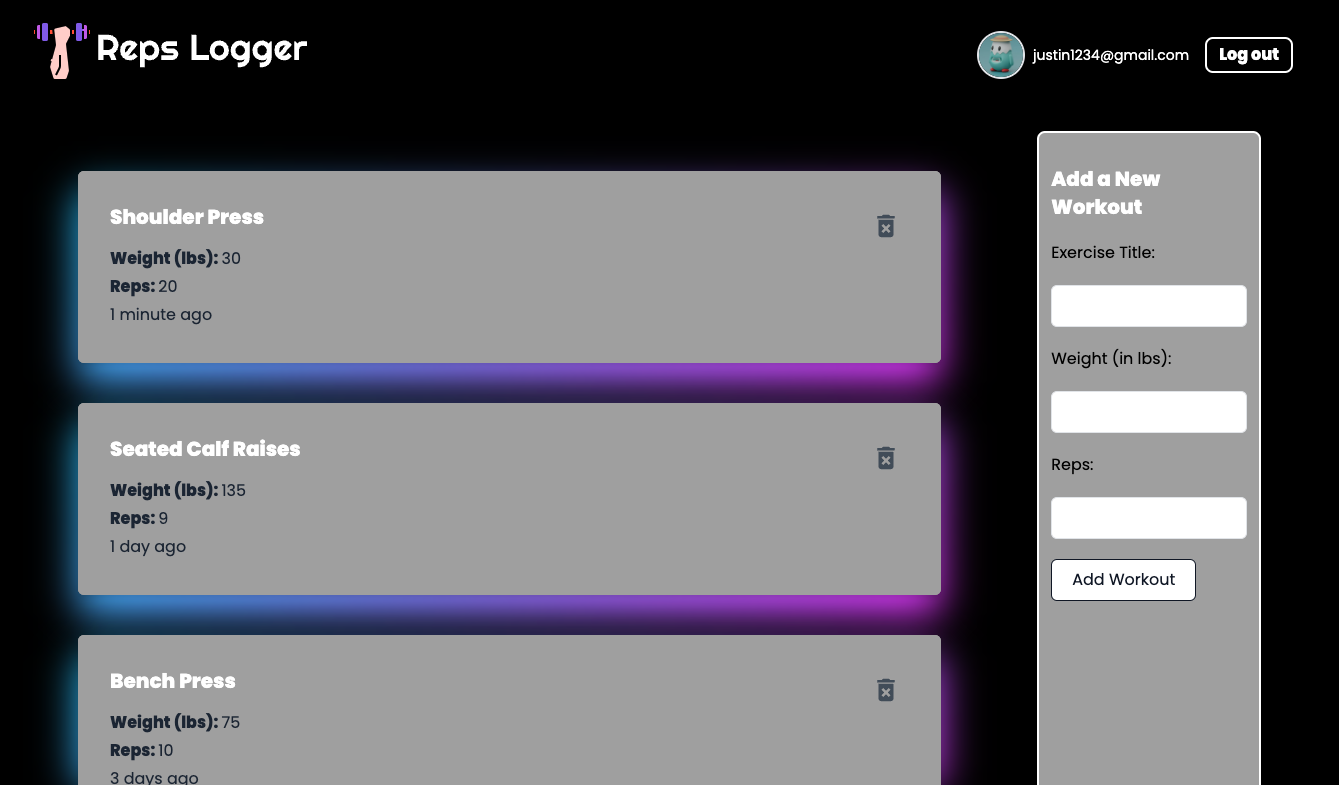 Reps Logger
justin1234@gmail.com
Log out
Shoulder Press
Weight (lbs): 30
Reps: 20
1 minute ago
Seated Calf Raises
Weight (lbs): 135
Reps: 9
1 day ago
Bench Press
Weight (lbs): 75
Reps: 10
3 days ago
Add a New
Workout
Exercise Title:
Weight (in lbs):
Reps:
Add Workout